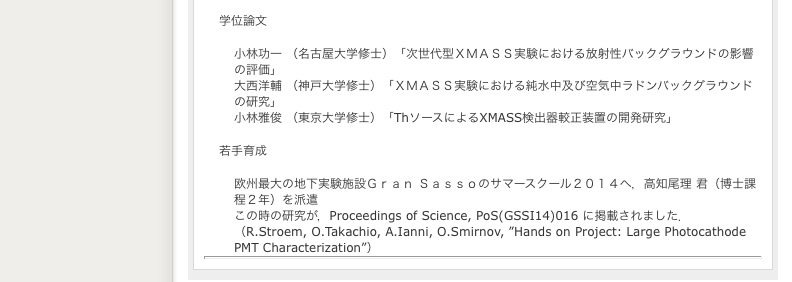 学位論文
小林功一 （名古屋大学修士）「次世代型ＸＭＡＳＳ実験における放射性バックグラウンドの影響
の評価」
大西洋輔 （神戸大学修士）「ＸＭＡＳＳ実験における純水中及び空気中ラドンバックグラウンド
の研究」
小林雅俊 （東京大学修士）「ThソースによるXMASS検出器較正装置の開発研究」
若手育成
欧州最大の地下実験施設Ｇｒａｎ Ｓａｓｓｏのサマースクール２０１４へ，高知尾理 君（博士課
程２年）を派遣
この時の研究が，Proceedings of Science, PoS(GSSI14)016 に掲載されました．
（R.Stroem, O.Takachio, A.Ianni, O.Smirnov, ”Hands on Project: Large Photocathode
PMT Characterization”）